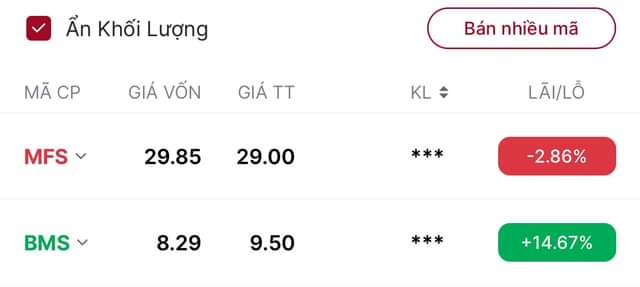 Ẩn Khối Lượng Bán nhiều mã
MÃ CP GIÁ VỐN GIÁ TT KL LÃI/LỖ
MFS 29.85 29.00 *** -2.86%
BMS 8.29 9.50 *** +14.67%